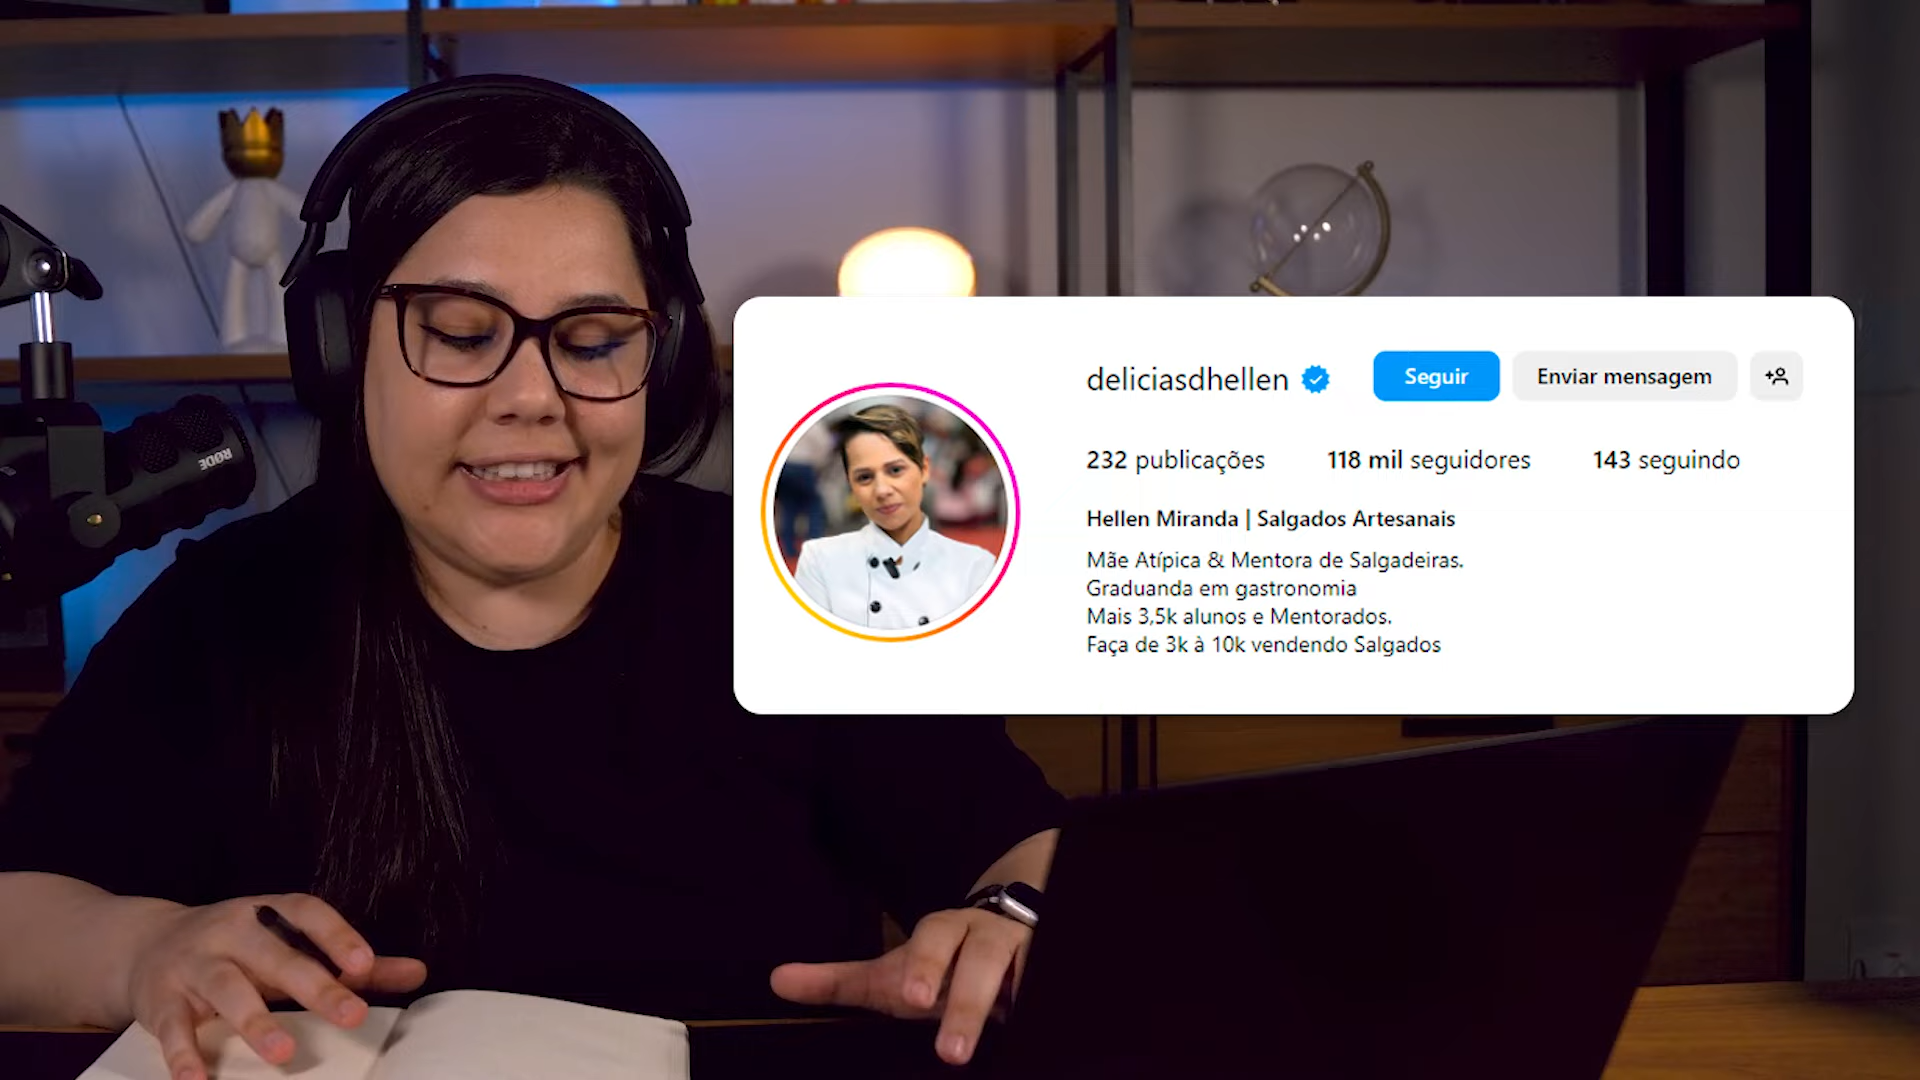 RØDE
deliciasdhellen
Seguir
Enviar mensagem
232 publicações
118 mil seguidores
143 seguindo
Hellen Miranda | Salgados Artesanais
Mãe Atípica & Mentora de Salgadeiras.
Graduanda em gastronomia
Mais 3,5k alunos e Mentorados.
Faça de 3k à 10k vendendo Salgados